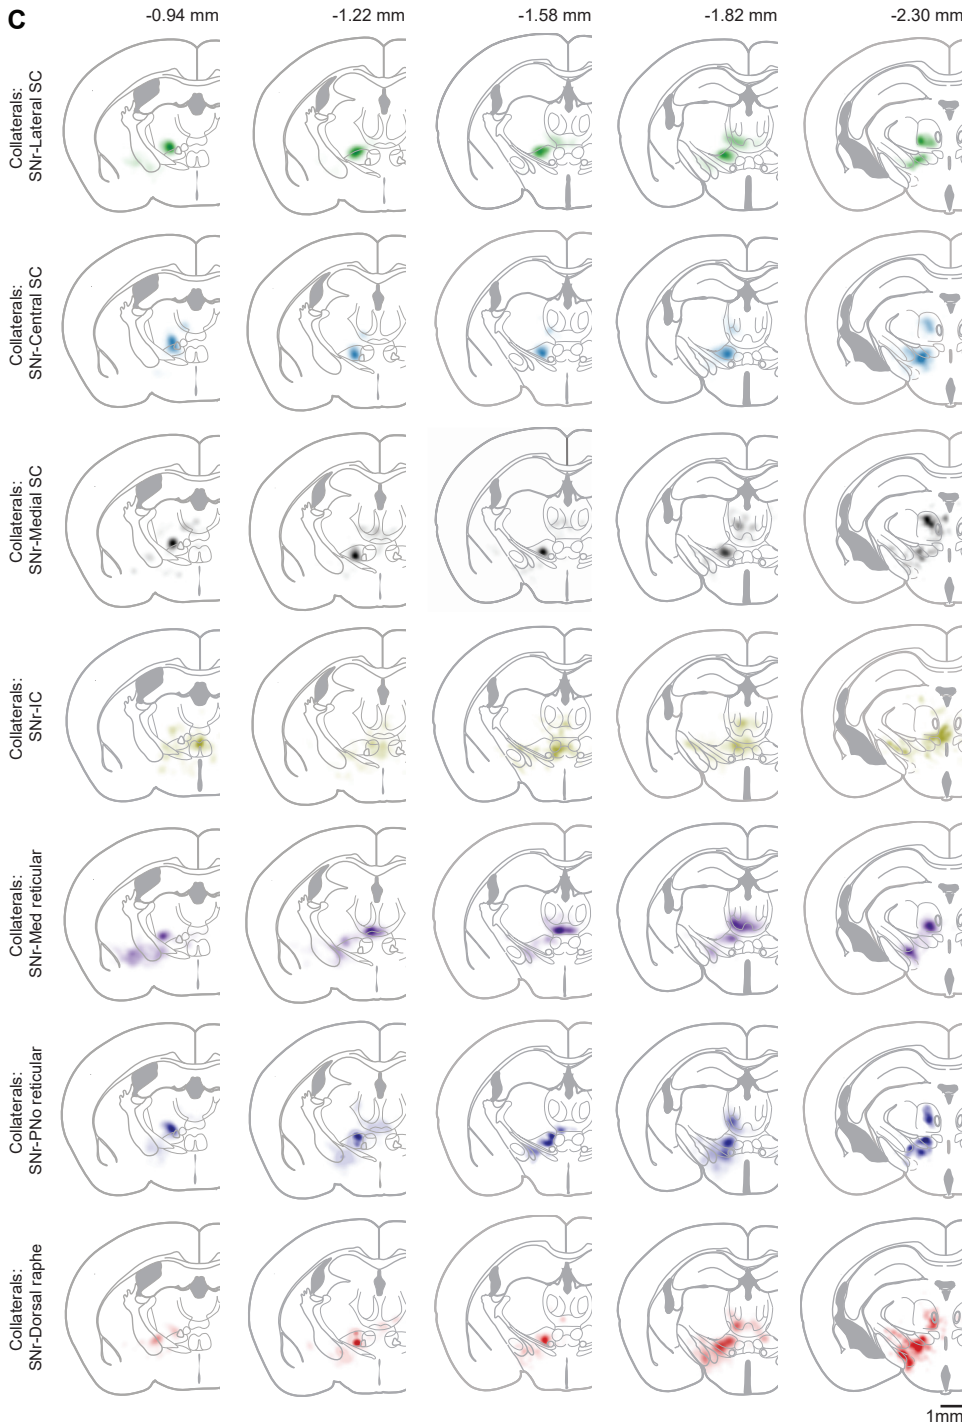 C
-0.94 mm
-1.22 mm
-1.58 mm
-1.82 mm
-2.30 mm
Collaterals:
SNr-Lateral SC
Collaterals:
SNr-Central SC
Collaterals:
SNr-Medial SC
Collaterals:
SNr-IC
Collaterals:
SNr-Med reticular
Collaterals:
SNr-PNo reticular
Collaterals:
SNr-Dorsal raphe
1mm